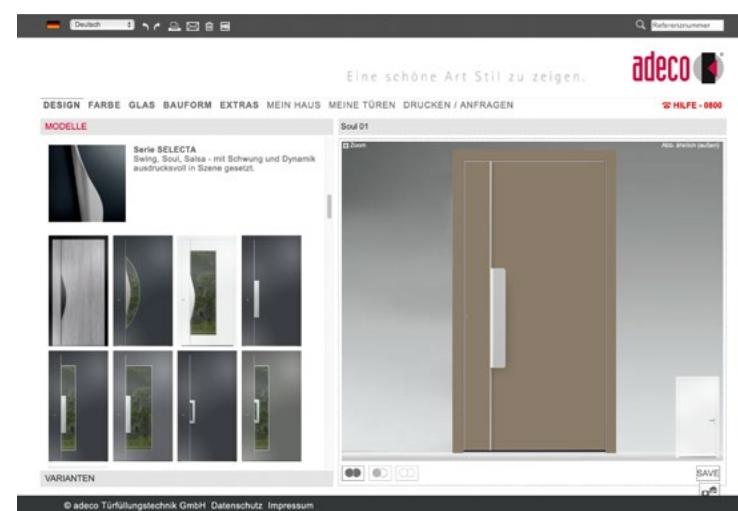 Deutsch
Referenznummer
adeco
Eine schöne Art Stil zu zeigen.
DESIGN FARBE GLAS BAUFORM EXTRAS MEIN HAUS MEINE TÜREN DRUCKEN / ANFRAGEN
☎ HILFE - 0800
MODELLE
Soul 01
Serie SELECTA
Swing, Soul, Salsa - mit Schwung und Dynamik
ausdrucksvoll in Szene gesetzt.
Zoom
Abb. ähnlich (außen)
VARIANTEN
SAVE
© adeco Türfüllungstechnik GmbH Datenschutz Impressum